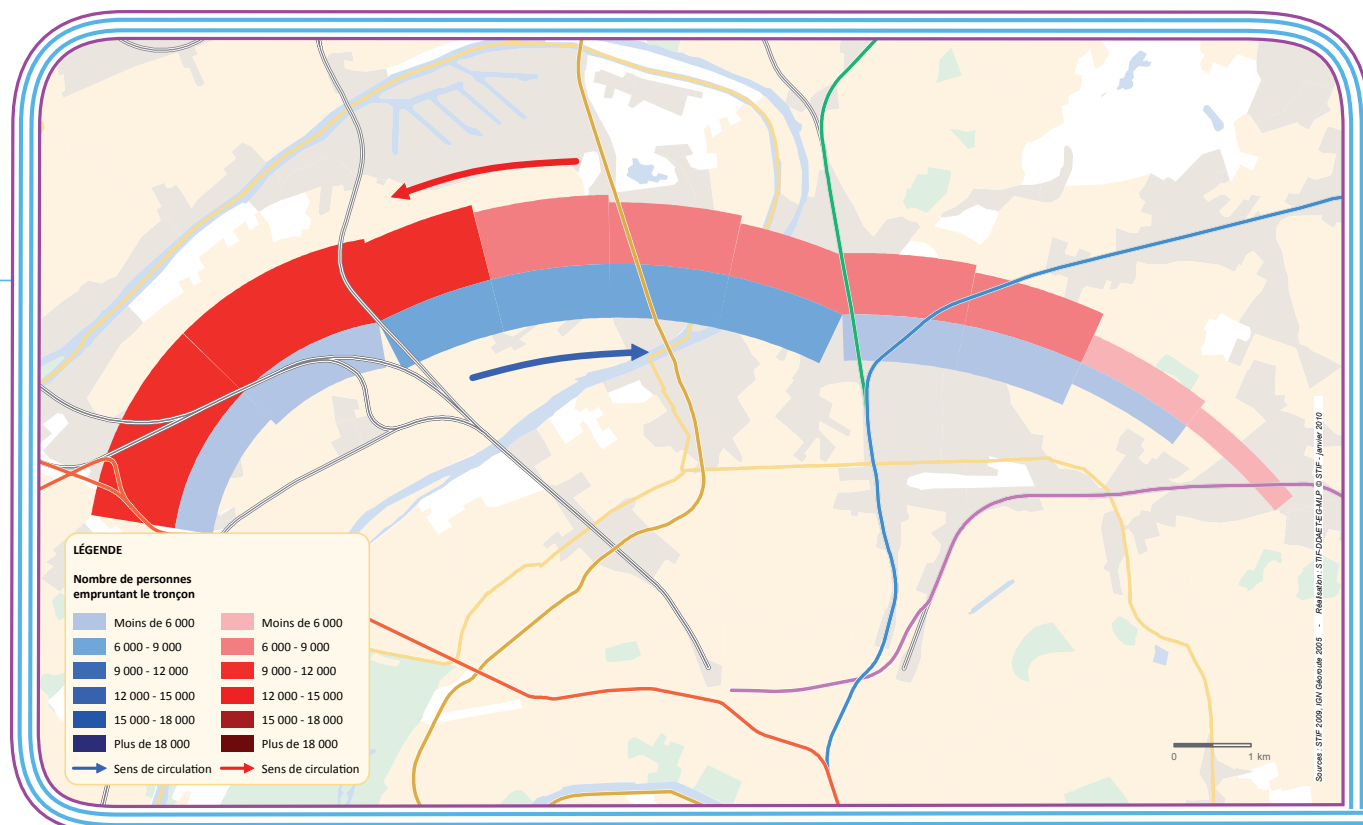 LÉGENDE
Nombre de personnes
empruntant le tronçon
Moins de 6 000
6 000 - 9 000
9 000 - 12 000
12 000 - 15 000
15 000 - 18 000
Plus de 18 000
Sens de circulation
Moins de 6 000
6 000 - 9 000
9 000 - 12 000
12 000 - 15 000
15 000 - 18 000
Plus de 18 000
Sens de circulation
0 1 km
Sources : STIF 2009, IGN Géoroute 2005 - Réalisation : STIF-DDAET-EG-MLP © STIF - janvier 2010